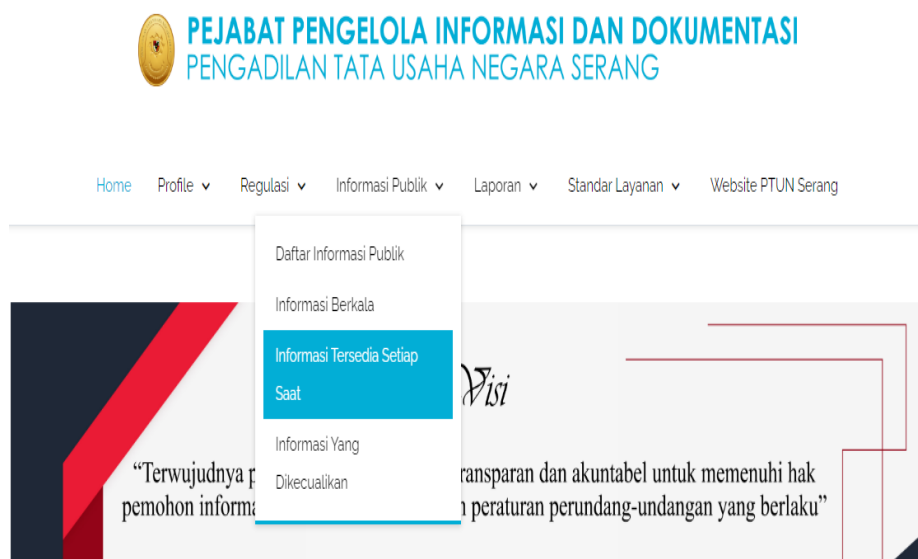 PEJABAT PENGELOLA INFORMASI DAN DOKUMENTASI
PENGADILAN TATA USAHA NEGARA SERANG
Home Profile Regulasi Informasi Publik Laporan Standar Layanan Website PTUN Serang
Daftar Informasi Publik
Informasi Berkala
Informasi Tersedia Setiap
Saat
Informasi Yang
Dikecualikan
Visi
“Terwujudnya p ransparan dan akuntabel untuk memenuhi hak
pemohon informa peraturan perundang-undangan yang berlaku”